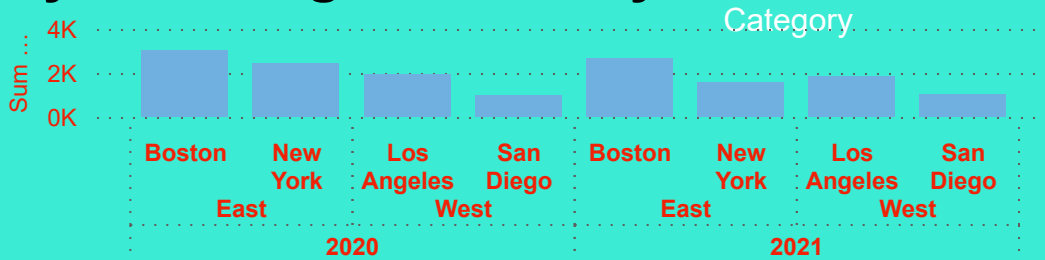 Category
4K
2K
0K
Sum ...
Boston New York Los Angeles San Diego Boston New York Los Angeles San Diego
East West East West
2020 2021